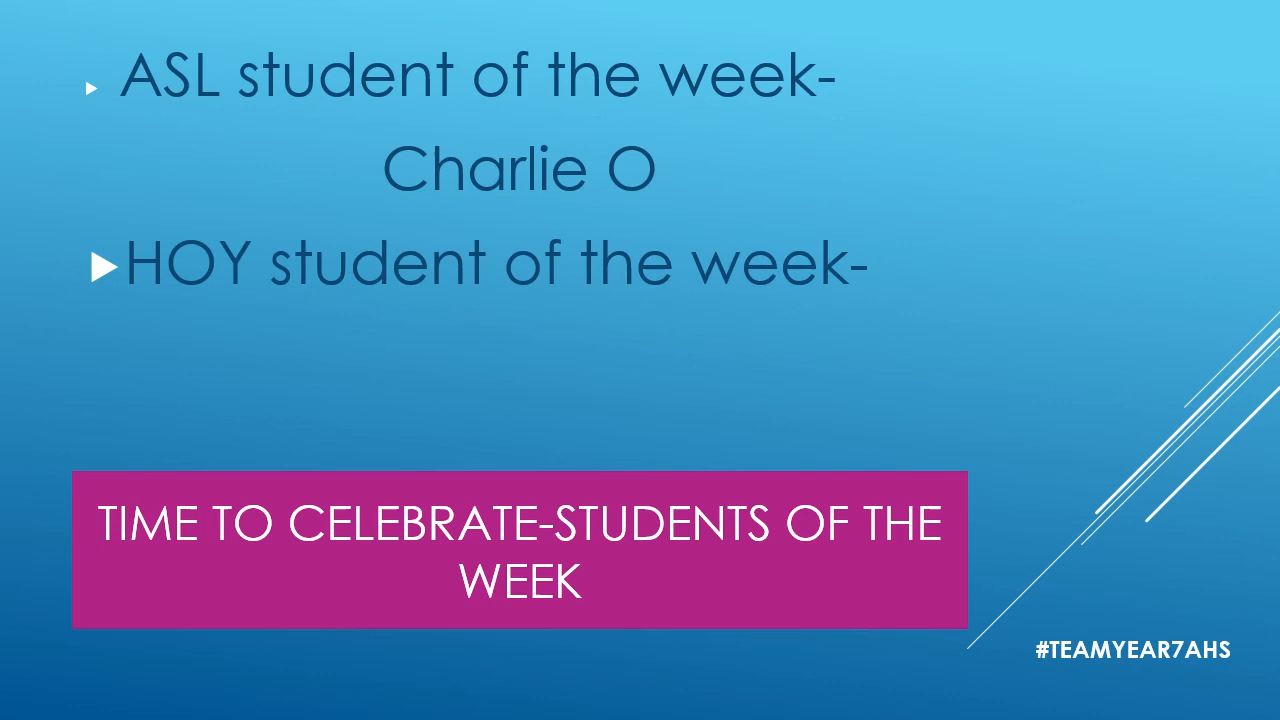 ASL student of the week-
Charlie O
HOY student of the week-
TIME TO CELEBRATE-STUDENTS OF THE
WEEK
#TEAMYEAR7AHS